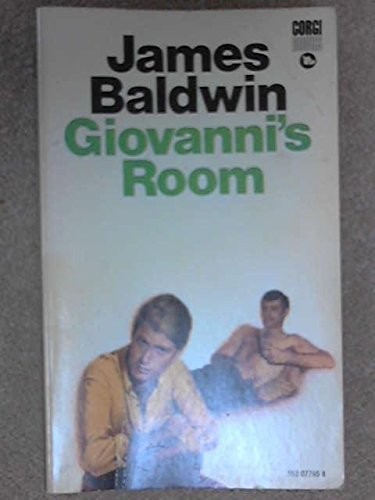 CORGI
James
Baldwin
Giovanni's
Room